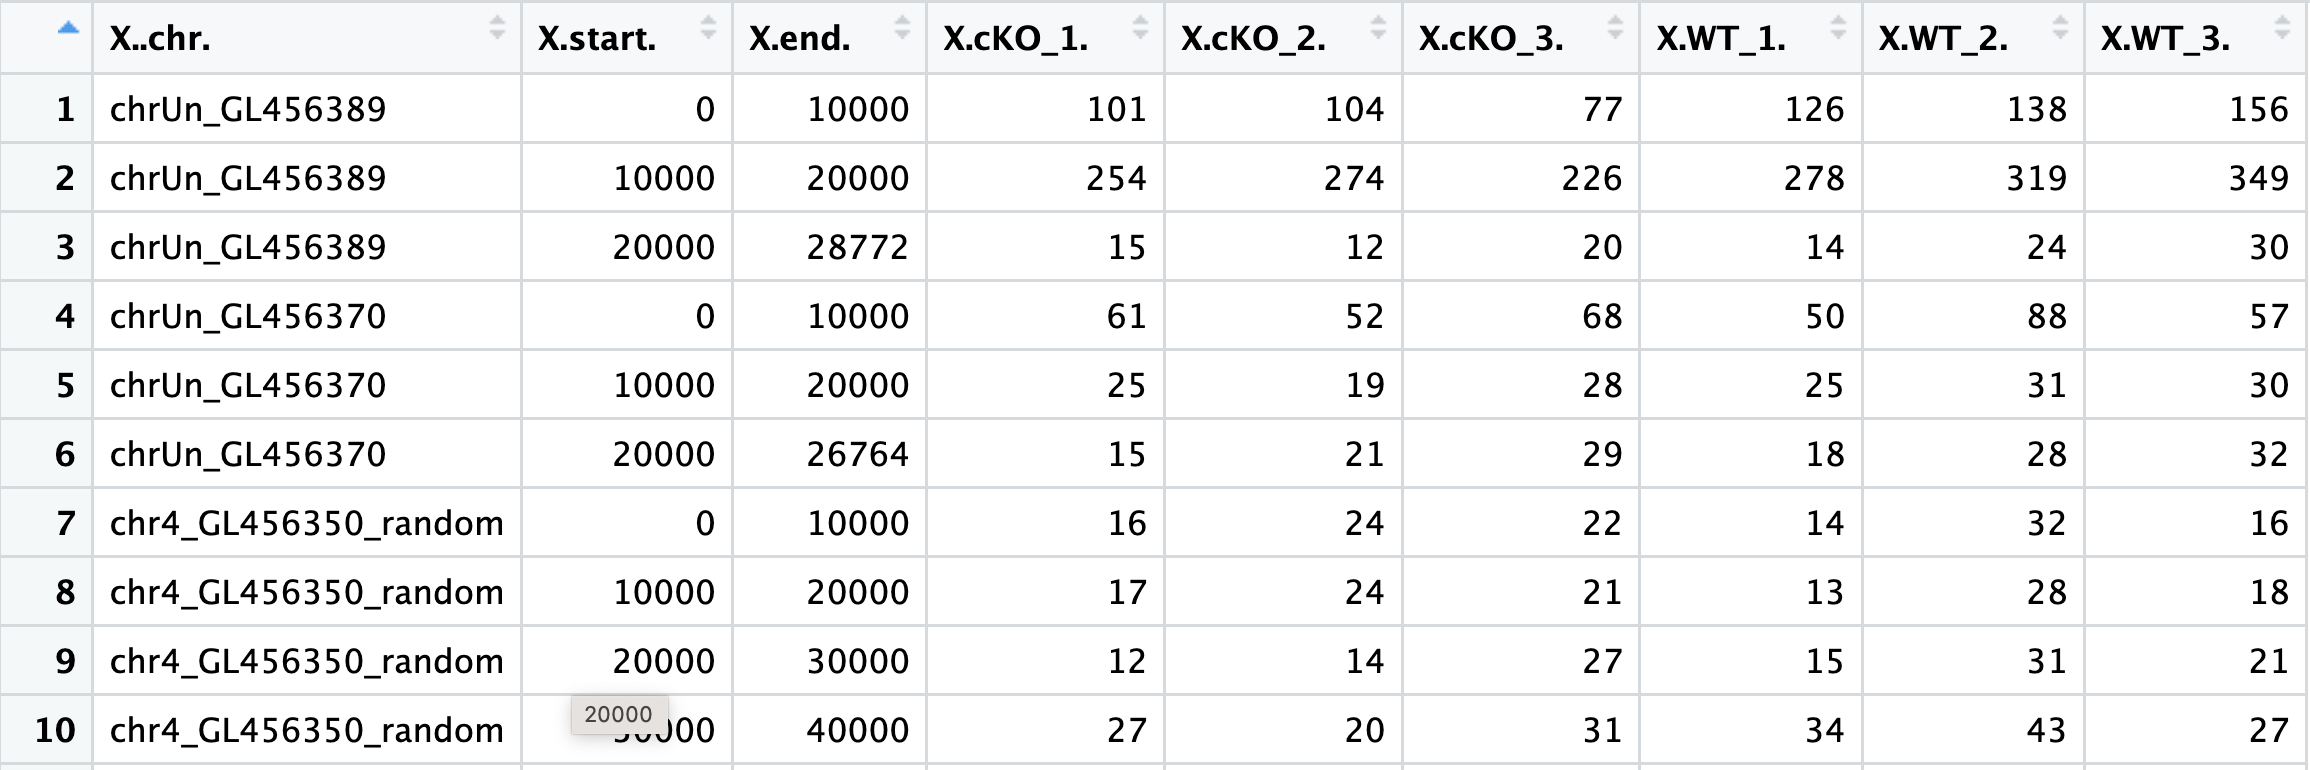 X..chr. X.start. X.end. X.cKO_1. X.cKO_2. X.cKO_3. X.WT_1. X.WT_2. X.WT_3.
1 chrUn_GL456389 0 10000 101 104 77 126 138 156
2 chrUn_GL456389 10000 20000 254 274 226 278 319 349
3 chrUn_GL456389 20000 28772 15 12 20 14 24 30
4 chrUn_GL456370 0 10000 61 52 68 50 88 57
5 chrUn_GL456370 10000 20000 25 19 28 25 31 30
6 chrUn_GL456370 20000 26764 15 21 29 18 28 32
7 chr4_GL456350_random 0 10000 16 24 22 14 32 16
8 chr4_GL456350_random 10000 20000 17 24 21 13 28 18
9 chr4_GL456350_random 20000 30000 12 14 27 15 31 21
20000
10 chr4_GL456350_random 30000 40000 27 20 31 34 43 27